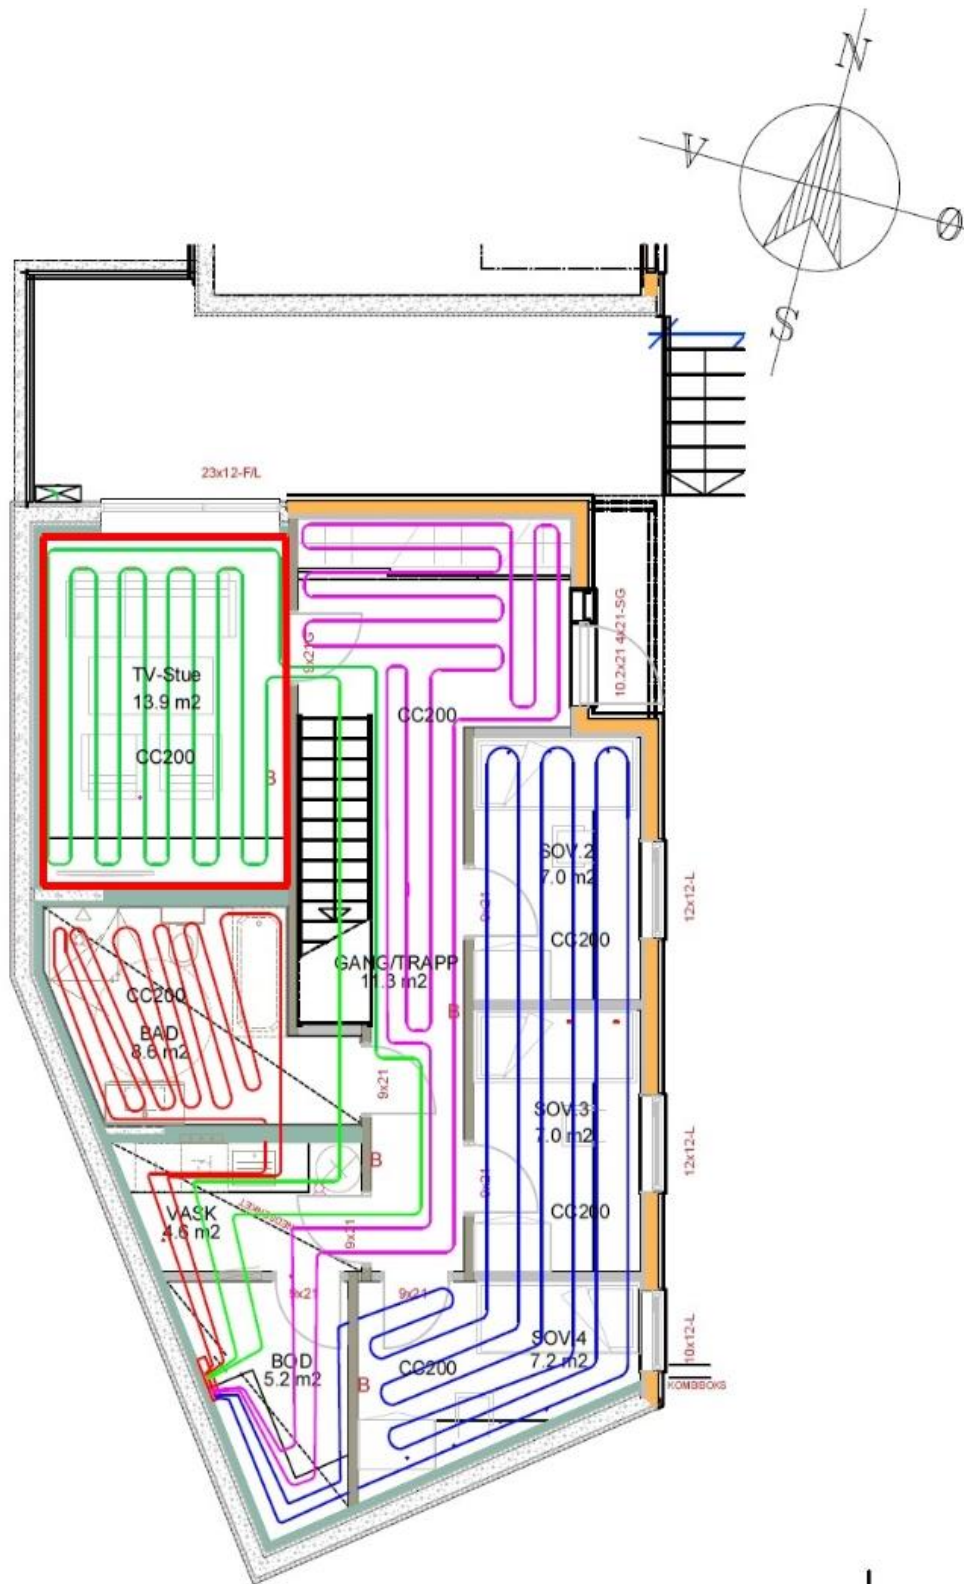 N
V
Ø
S
23x12-F/L
9x21G
10.2x21 4x21-SG
TV-Stue
13.9 m2
CC200
CC200
B
SOV.2
7.0 m2
9x21
12x12-L
CC200
GANG/TRAPP
11.3 m2
CC200
B
BAD
8.6 m2
9x21
SOV.3
7.0 m2
12x12-L
B
9x21
VASK
4.6 m2
NEDSENKET
9x21
CC200
9x21
9x21
SOV.4
7.2 m2
10x12-L
BOD
5.2 m2
CC200
B
KOMBIBOKS